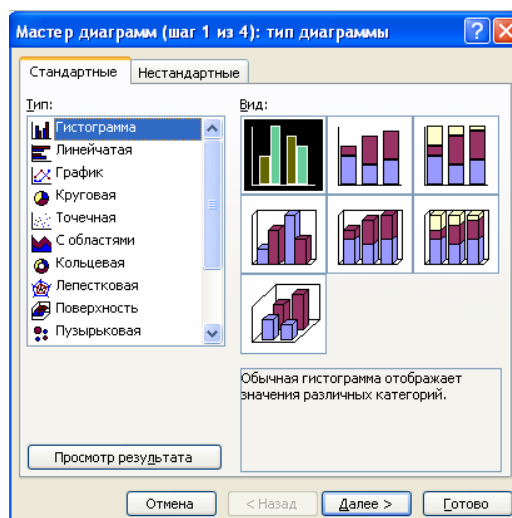 Мастер диаграмм (шаг 1 из 4): тип диаграммы
Стандартные
Нестандартные
Тип:
Гистограмма
Линейчатая
График
Круговая
Точечная
С областями
Кольцевая
Лепестковая
Поверхность
Пузырьковая
Вид:
Обычная гистограмма отображает
значения различных категорий.
Просмотр результата
Отмена
< Назад
Далее >
Готово